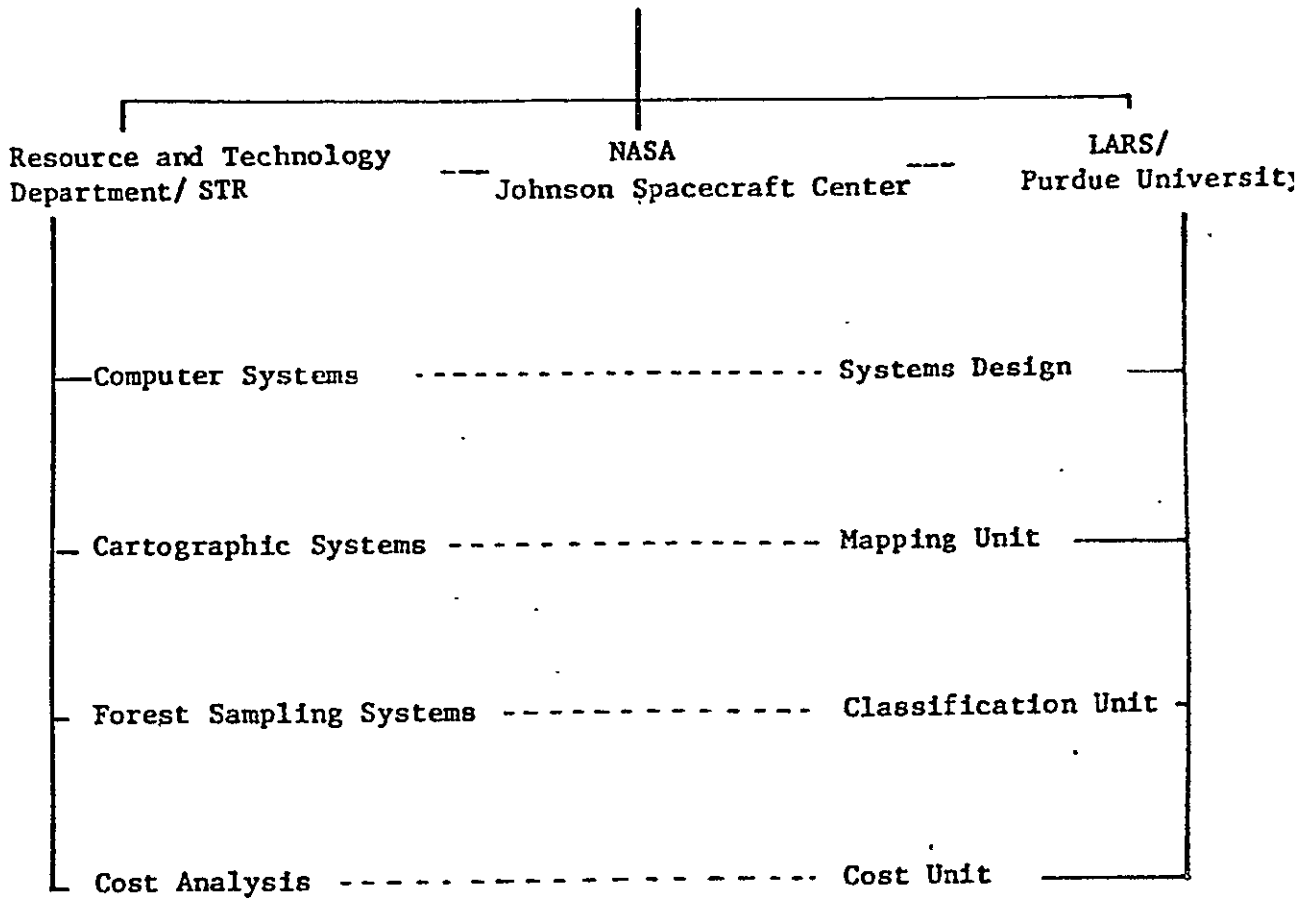 Resource and Technology
Department/ STR
NASA
Johnson Spacecraft Center
LARS/
Purdue University
Computer Systems
Systems Design
Cartographic Systems
Mapping Unit
Forest Sampling Systems
Classification Unit
Cost Analysis
Cost Unit